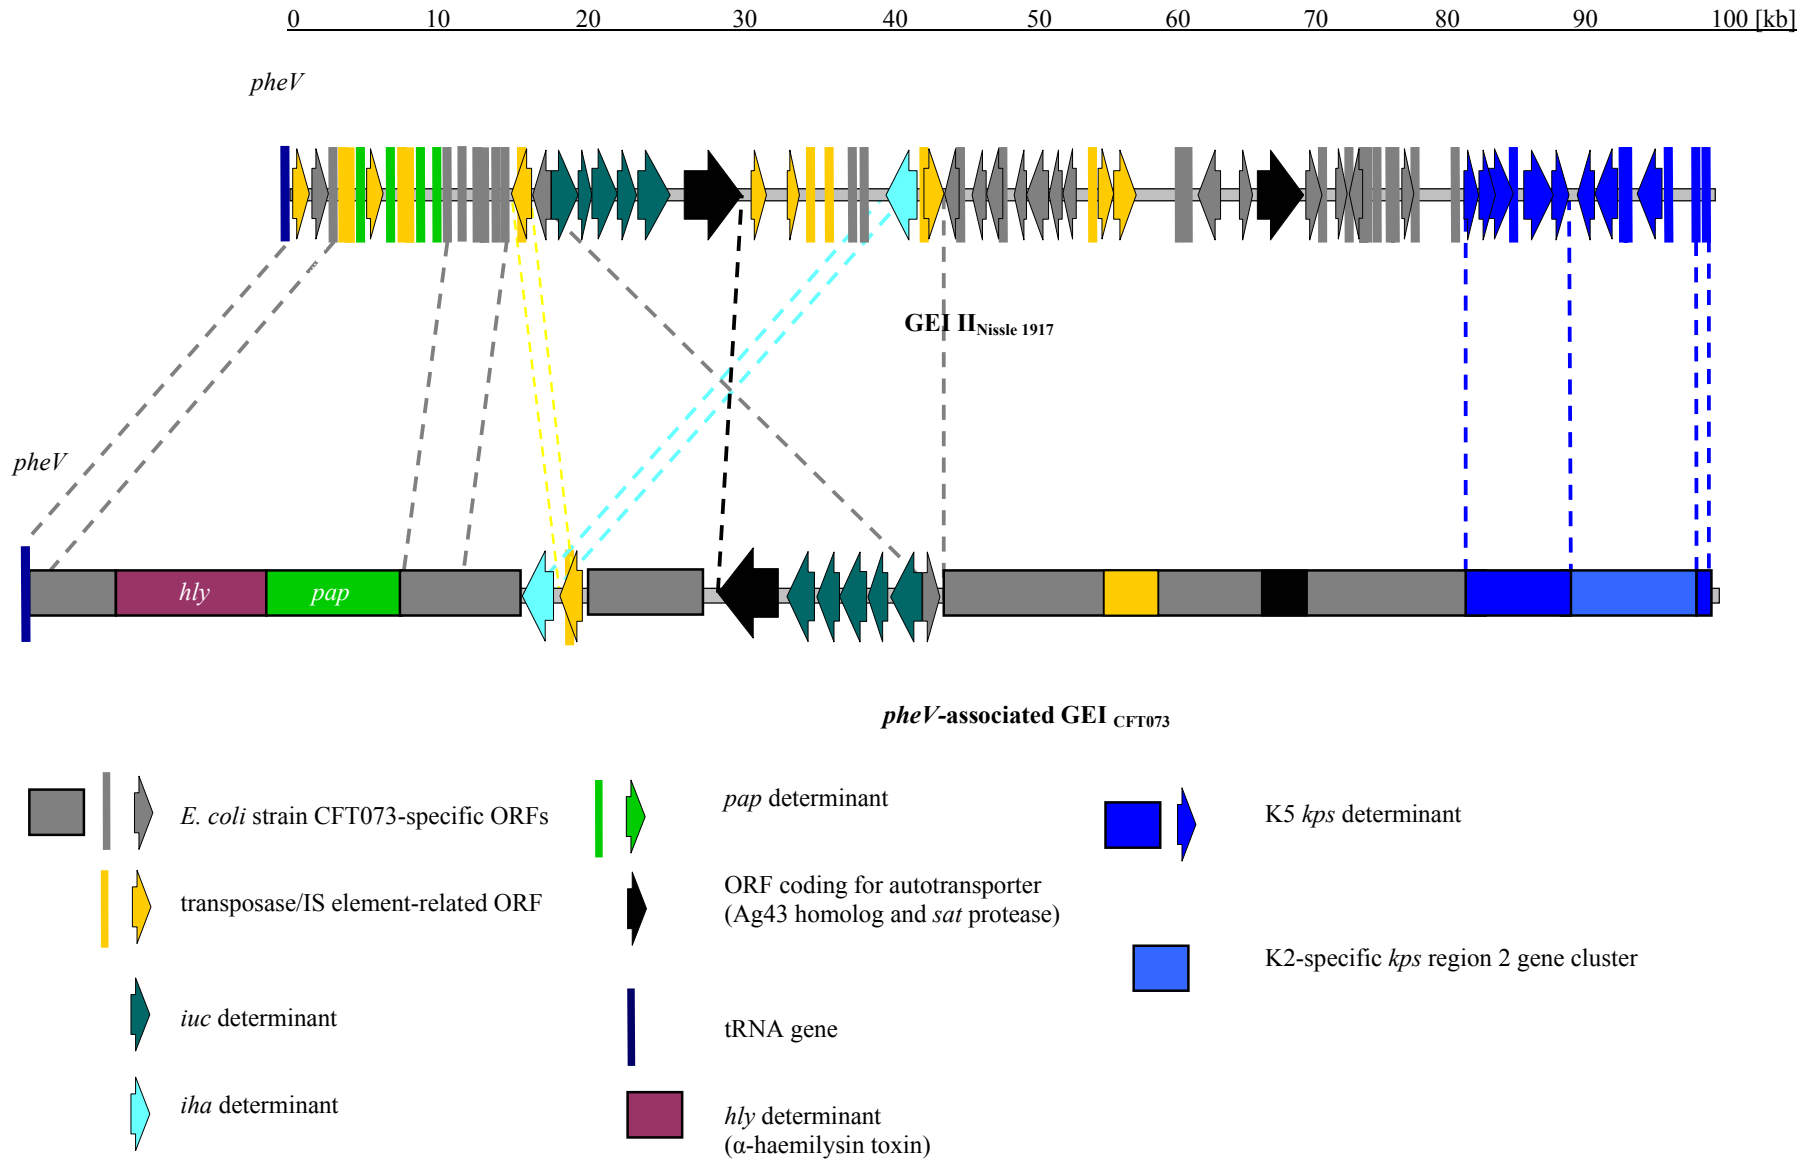 0 10 20 30 40 50 60 70 80 90 100 [kb]
pheV
GEI II Nissle 1917
pheV
hly pap
pheV-associated GEI CFT073
E. coli strain CFT073-specific ORFs
transposase/IS element-related ORF
iuc determinant
iha determinant
pap determinant
ORF coding for autotransporter
(Ag43 homolog and sat protease)
tRNA gene
hly determinant
(α-haemilysin toxin)
K5 kps determinant
K2-specific kps region 2 gene cluster